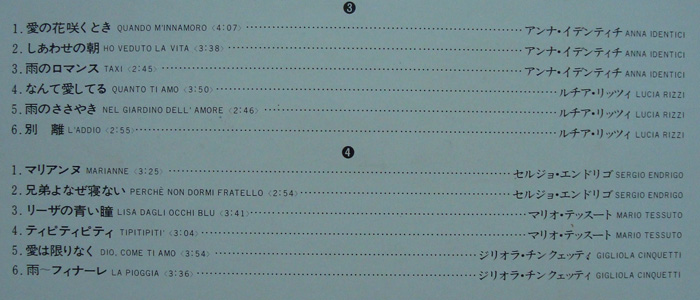 ❸
1. 愛の花咲くとき QUANDO M'INNAMORO 〈4:07〉 アンナ・イデンティチ ANNA IDENTICI
2. しあわせの朝 HO VEDUTO LA VITA 〈3:38〉 アンナ・イデンティチ ANNA IDENTICI
3. 雨のロマンス TAXI 〈2:45〉 アンナ・イデンティチ ANNA IDENTICI
4. なんて愛してる QUANTO TI AMO 〈3:50〉 ルチア・リッツィ LUCIA RIZZI
5. 雨のささやき NEL GIARDINO DELL' AMORE 〈2:46〉 ルチア・リッツィ LUCIA RIZZI
6. 別 離 L'ADDIO 〈2:55〉 ルチア・リッツィ LUCIA RIZZI
❹
1. マリアンヌ MARIANNE 〈3:25〉 セルジョ・エンドリゴ SERGIO ENDRIGO
2. 兄弟よなぜ寝ない PERCHÈ NON DORMI FRATELLO 〈2:54〉 セルジョ・エンドリゴ SERGIO ENDRIGO
3. リーザの青い瞳 LISA DAGLI OCCHI BLU 〈3:41〉 マリオ・テッスート MARIO TESSUTO
4. ティピティピティ TIPITIPITI' 〈3:04〉 マリオ・テッスート MARIO TESSUTO
5. 愛は限りなく DIO, COME TI AMO 〈3:54〉 ジリオラ・チンクェッティ GIGLIOLA CINQUETTI
6. 雨〜フィナーレ LA PIOGGIA 〈3:36〉 ジリオラ・チンクェッティ GIGLIOLA CINQUETTI